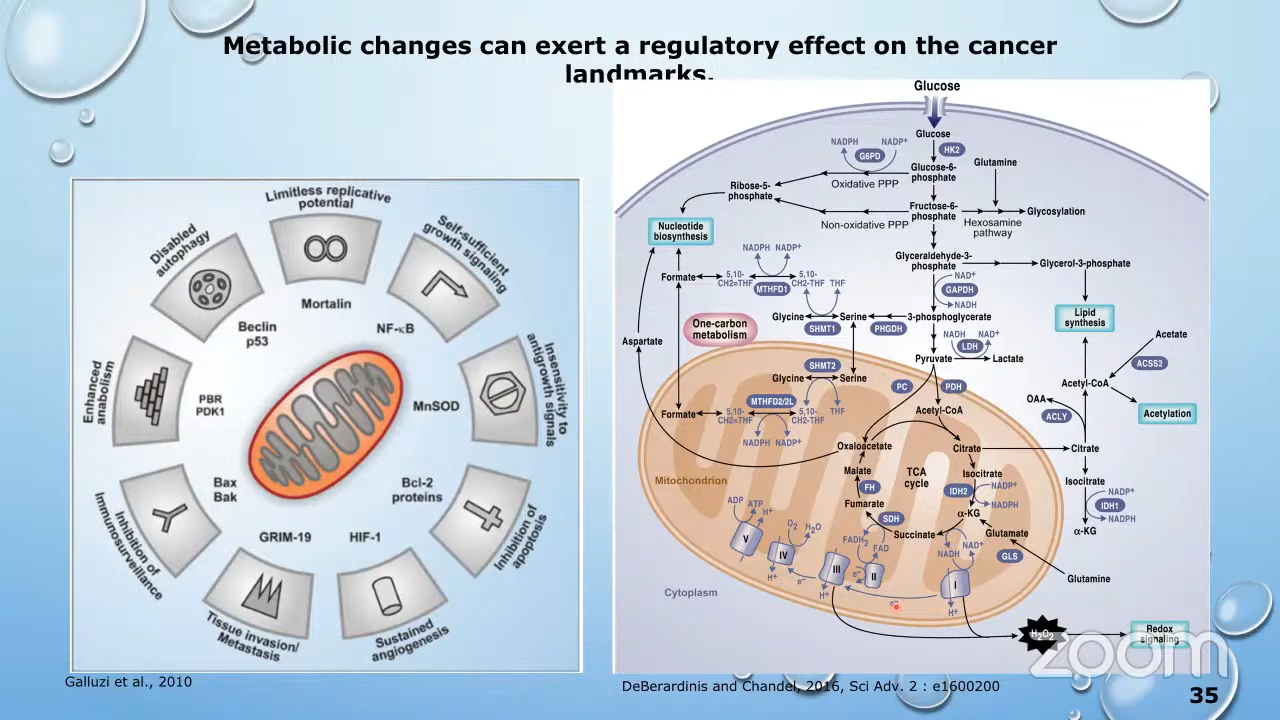 Metabolic changes can exert a regulatory effect on the cancer
landmarks.
Limitless replicative
potential
Self-sufficient
growth signaling
Insensitivity to
antigrowth signals
Inhibition of
apoptosis
Sustained
angiogenesis
Tissue invasion/
Metastasis
Inhibition of
immunosurveillance
Enhanced
anabolism
Disabled
autophagy
Mortalin
Beclin
p53
NF-κB
PBR
PDK1
MnSOD
Bax
Bak
Bcl-2
proteins
GRIM-19
HIF-1
Galluzi et al., 2010
Glucose
Glucose
NADPH
NADP⁺
G6PD
HK2
Glutamine
Glucose-6-
phosphate
Oxidative PPP
Ribose-5-
phosphate
Fructose-6-
phosphate
Glycosylation
Non-oxidative PPP
Hexosamine
pathway
Nucleotide
biosynthesis
NADPH
NADP⁺
Glyceraldehyde-3-
phosphate
Glycerol-3-phosphate
Formate
5,10-
CH2=THF
MTHFD1
5,10-
CH2-THF
THF
NAD⁺
GAPDH
NADH
Lipid
synthesis
Glycine
SHMT1
Serine
PHGDH
3-phosphoglycerate
One-carbon
metabolism
Aspartate
NADH
NAD⁺
LDH
Acetate
Pyruvate
Lactate
SHMT2
ACSS2
Glycine
Serine
PC
PDH
Acetyl-CoA
MTHFD2/2L
OAA
ACLY
Acetylation
Formate
5,10-
CH2=THF
5,10-
CH2-THF
THF
Acetyl-CoA
NADPH
NADP⁺
Oxaloacetate
Citrate
Citrate
Malate
TCA
cycle
Isocitrate
Isocitrate
Mitochondrion
FH
IDH2
NADP⁺
NADPH
NADP⁺
IDH1
NADPH
Fumarate
α-KG
α-KG
ADP
ATP
H⁺
SDH
O₂
H₂O
Succinate
Glutamate
V
IV
FADH₂
FAD
NADH
NAD⁺
GLS
III
II
I
H⁺
e⁻
e⁻
Glutamine
Cytoplasm
H⁺
e⁻
H⁺
H₂O₂
Redox
signaling
zoom
DeBerardinis and Chandel, 2016, Sci Adv. 2 : e1600200
35